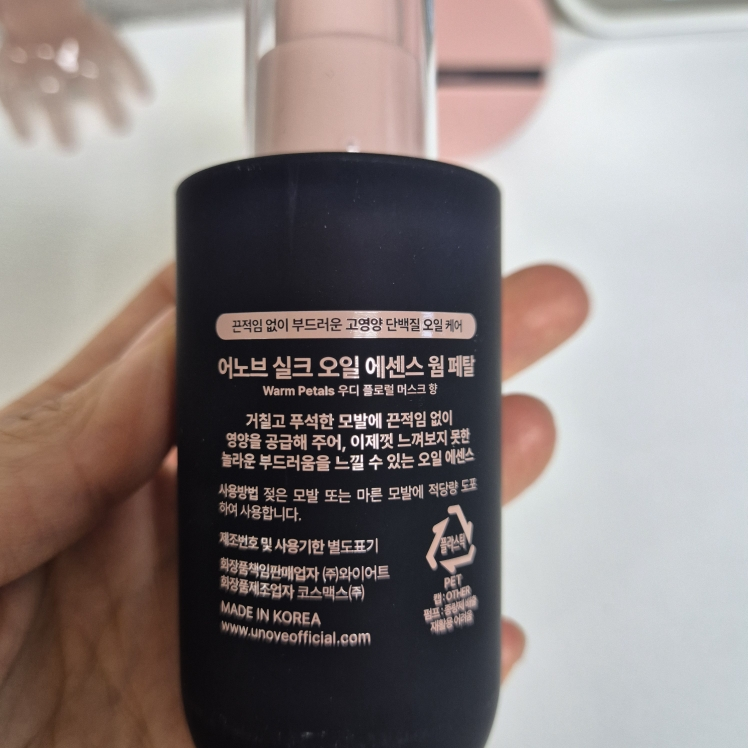 끈적임 없이 부드러운 고영양 단백질 오일 케어
어노브 실크 오일 에센스 웜 페탈
Warm Petals 우디 플로럴 머스크 향
거칠고 푸석한 모발에 끈적임 없이
영양을 공급해 주어, 이제껏 느껴보지 못한
놀라운 부드러움을 느낄 수 있는 오일 에센스
사용방법 젖은 모발 또는 마른 모발에 적당량 도포
하여 사용합니다.
제조번호 및 사용기한 별도표기
화장품책임판매업자 (주)와이어트
화장품제조업자 코스맥스(주)
MADE IN KOREA
www.unoveofficial.com
플라스틱
PET
캡 : OTHER
펌프 :
재활용 어려움